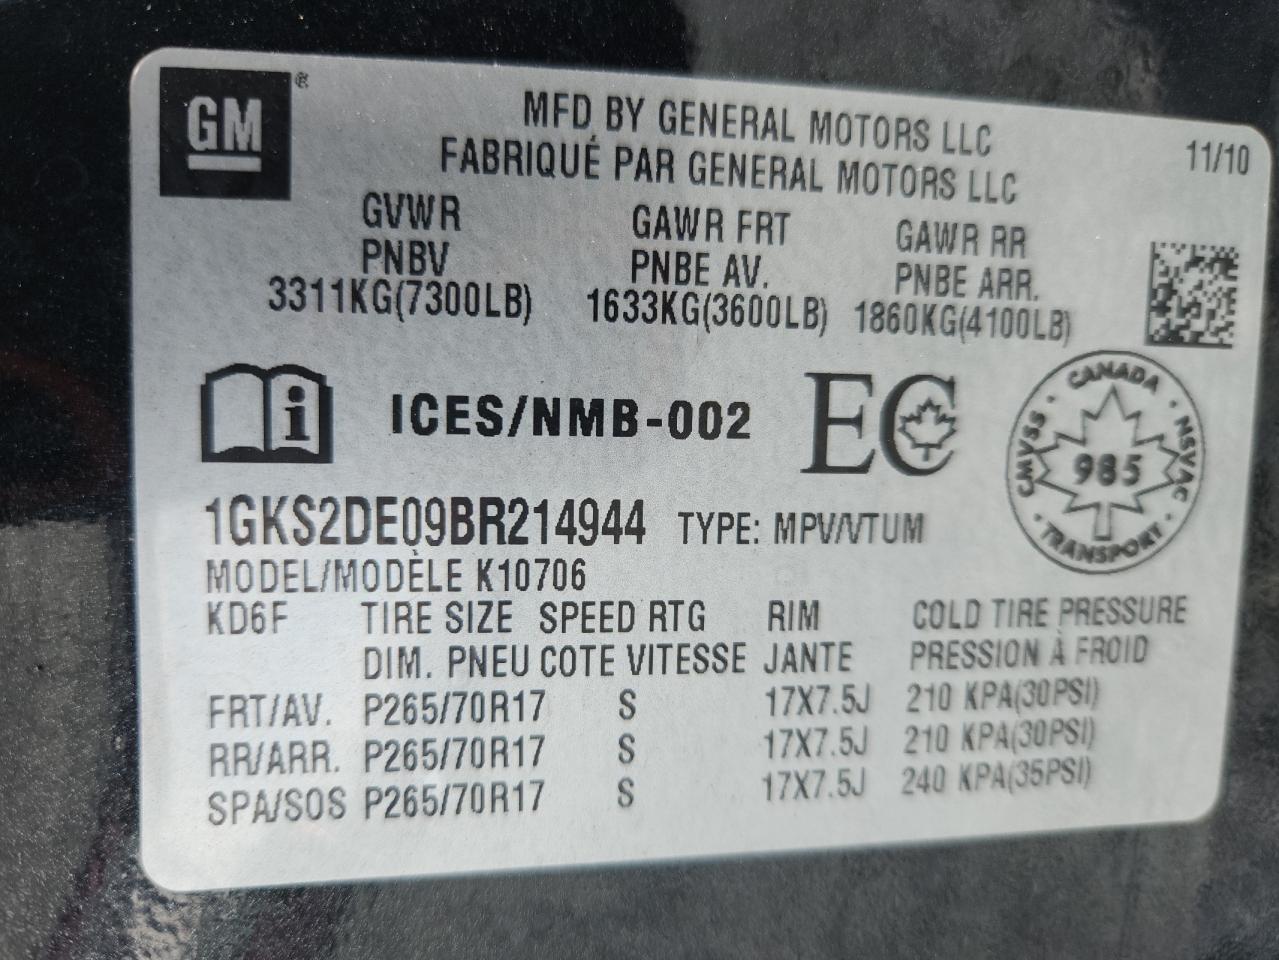 GM ®
MFD BY GENERAL MOTORS LLC
FABRIQUÉ PAR GENERAL MOTORS LLC
11/10
GVWR GAWR FRT GAWR RR
PNBV PNBE AV. PNBE ARR.
3311KG(7300LB) 1633KG(3600LB) 1860KG(4100LB)
i ICES/NMB-002 EC
CANADA
CMVSS · 985 · NSVAC
TRANSPORT
1GKS2DE09BR214944 TYPE: MPV/VTUM
MODEL/MODÈLE K10706
KD6F TIRE SIZE SPEED RTG RIM COLD TIRE PRESSURE
DIM. PNEU COTE VITESSE JANTE PRESSION À FROID
FRT/AV. P265/70R17 S 17X7.5J 210 KPA(30PSI)
RR/ARR. P265/70R17 S 17X7.5J 210 KPA(30PSI)
SPA/SOS P265/70R17 S 17X7.5J 240 KPA(35PSI)